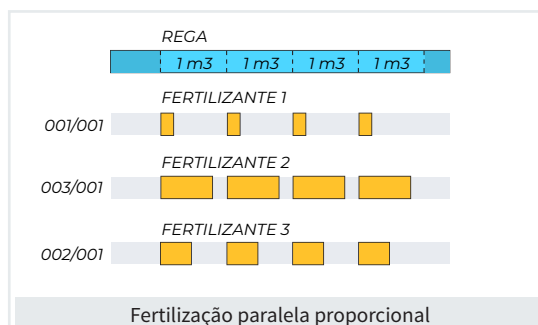 REGA
1 m3 1 m3 1 m3 1 m3
FERTILIZANTE 1
001/001
FERTILIZANTE 2
003/001
FERTILIZANTE 3
002/001
Fertilização paralela proporcional